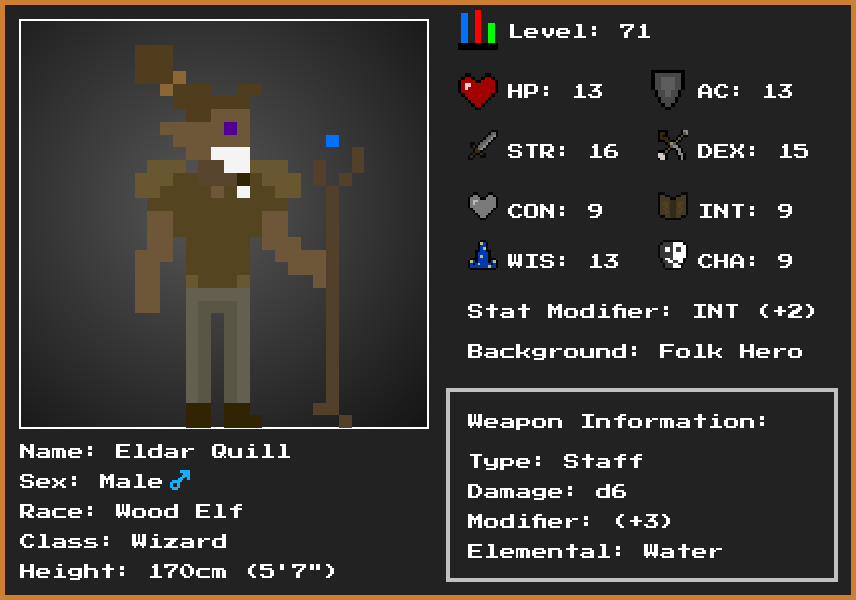 Level: 71
HP: 13
AC: 13
STR: 16
DEX: 15
CON: 9
INT: 9
WIS: 13
CHA: 9
Stat Modifier: INT (+2)
Background: Folk Hero
Weapon Information:
Type: Staff
Damage: d6
Modifier: (+3)
Elemental: Water
Name: Eldar Quill
Sex: Male ♂
Race: Wood Elf
Class: Wizard
Height: 170cm (5'7")